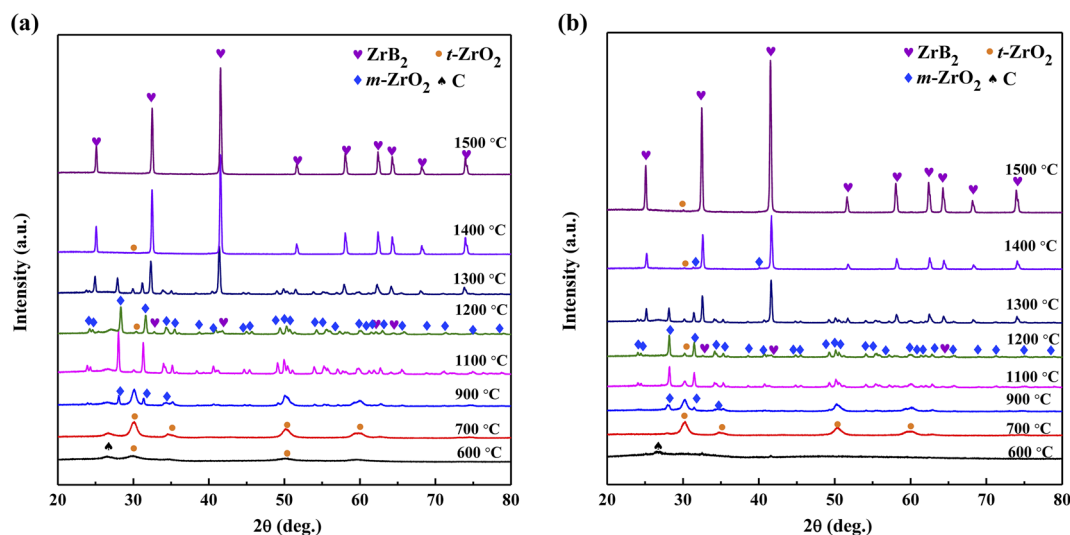 (a)
ZrB2 t-ZrO2
m-ZrO2 C
1500 °C
1400 °C
1300 °C
1200 °C
1100 °C
900 °C
700 °C
600 °C
Intensity (a.u.)
20 30 40 50 60 70 80
2θ (deg.)
(b)
ZrB2 t-ZrO2
m-ZrO2 C
1500 °C
1400 °C
1300 °C
1200 °C
1100 °C
900 °C
700 °C
600 °C
Intensity (a.u.)
20 30 40 50 60 70 80
2θ (deg.)